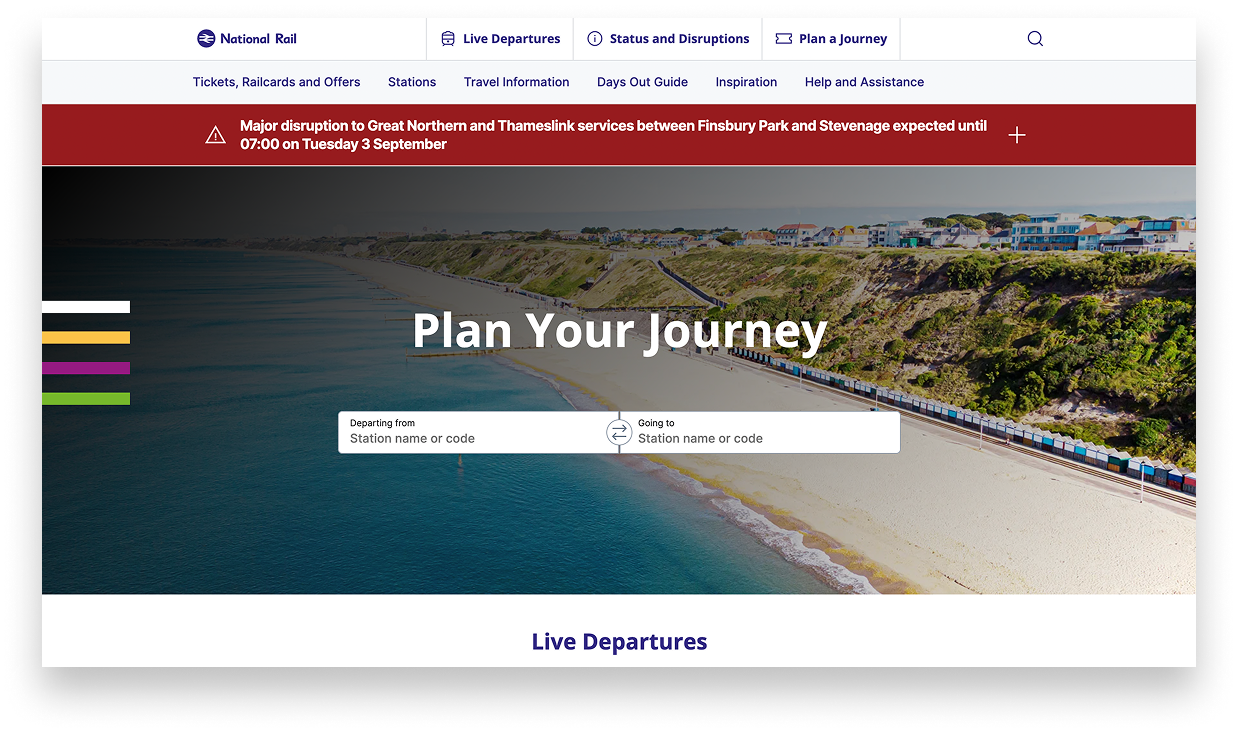 National Rail
Live Departures
Status and Disruptions
Plan a Journey
Tickets, Railcards and Offers
Stations
Travel Information
Days Out Guide
Inspiration
Help and Assistance
Major disruption to Great Northern and Thameslink services between Finsbury Park and Stevenage expected until
07:00 on Tuesday 3 September
Plan Your Journey
Departing from
Station name or code
Going to
Station name or code
Live Departures